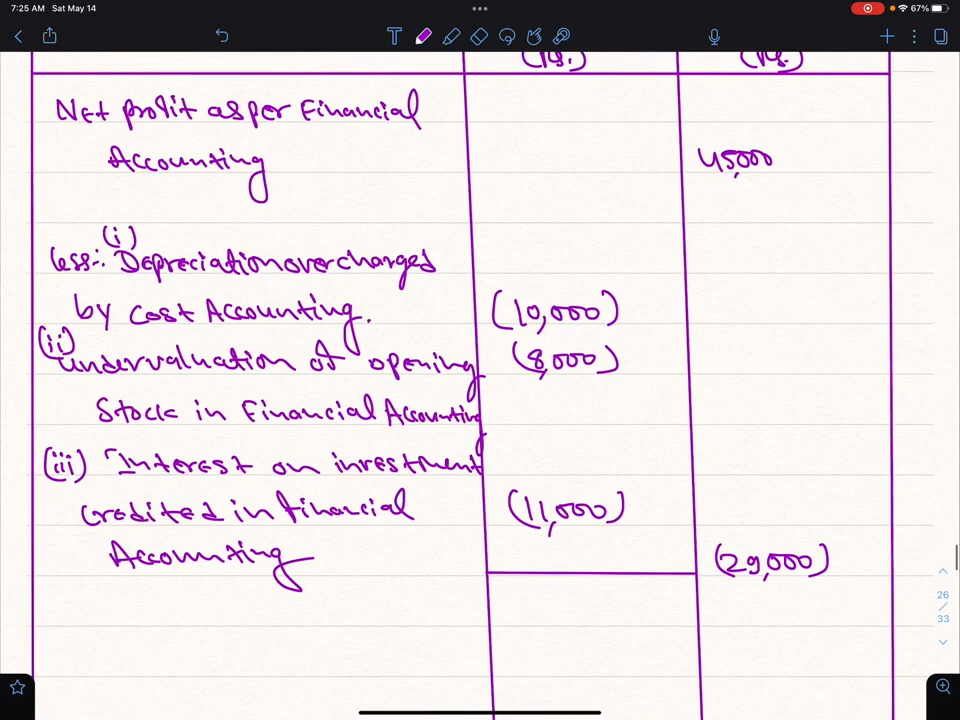 7:25 AM Sat May 14
67%
(Rs.) (Rs.)
Net profit as per Financial
Accounting 45,000
(i)
Less:- Depreciation overcharged
by cost Accounting. (10,000)
(ii)
undervaluation of opening (8,000)
Stock in Financial Accounting
(iii) Interest on investment
credited in financial (11,000)
Accounting (29,000)
26
/
33